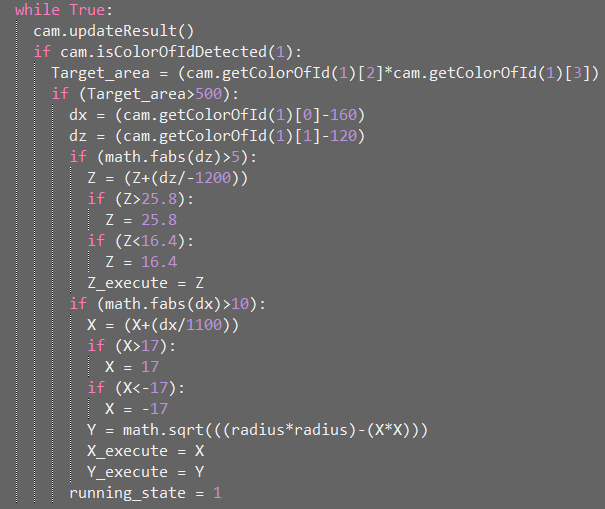 while True:
  cam.updateResult()
  if cam.isColorOfIdDetected(1):
    Target_area = (cam.getColorOfId(1)[2]*cam.getColorOfId(1)[3])
    if (Target_area>500):
      dx = (cam.getColorOfId(1)[0]-160)
      dz = (cam.getColorOfId(1)[1]-120)
      if (math.fabs(dz)>5):
        Z = (Z+(dz/-1200))
        if (Z>25.8):
          Z = 25.8
        if (Z<16.4):
          Z = 16.4
        Z_execute = Z
      if (math.fabs(dx)>10):
        X = (X+(dx/1100))
        if (X>17):
          X = 17
        if (X<-17):
          X = -17
        Y = math.sqrt(((radius*radius)-(X*X)))
        X_execute = X
        Y_execute = Y
      running_state = 1